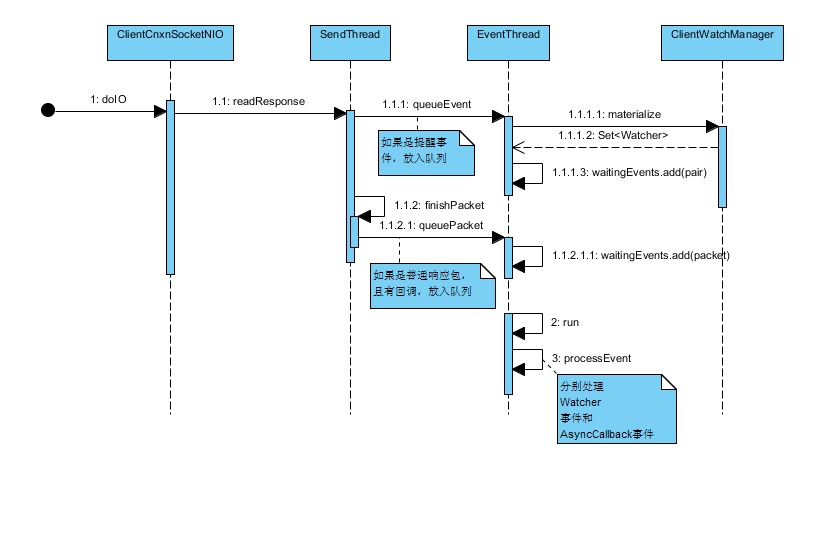 ClientCnxnSocketNIO
SendThread
EventThread
ClientWatchManager
1: doIO
1.1: readResponse
1.1.1: queueEvent
1.1.1.1: materialize
1.1.1.2: Set<Watcher>
如果是提醒事
件，放入队列
1.1.1.3: waitingEvents.add(pair)
1.1.2: finishPacket
1.1.2.1: queuePacket
1.1.2.1.1: waitingEvents.add(packet)
如果是普通响应包，
且有回调，放入队列
2: run
3: processEvent
分别处理
Watcher
事件和
AsyncCallback事件